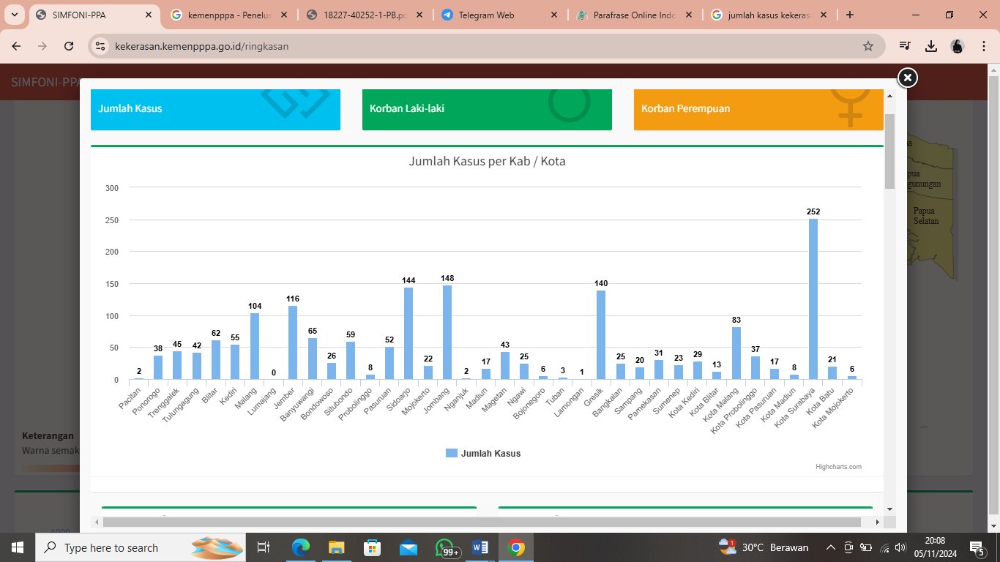 SIMFONI-PPA
kemenpppa - Penelus
18227-40252-1-PB.pd
Telegram Web
Parafrase Online Indo
jumlah kasus kekeras
kekerasan.kemenpppa.go.id/ringkasan
SIMFONI-PPA
Jumlah Kasus
Korban Laki-laki
Korban Perempuan
Jumlah Kasus per Kab / Kota
300
250
200
150
100
50
0
2
38
45
42
62
55
104
0
116
65
26
59
8
52
144
22
148
2
17
43
25
6
3
1
140
25
20
31
23
29
13
83
37
17
8
252
21
6
Pacitan
Ponorogo
Trenggalek
Tulungagung
Blitar
Kediri
Malang
Lumajang
Jember
Banyuwangi
Bondowoso
Situbondo
Probolinggo
Pasuruan
Sidoarjo
Mojokerto
Jombang
Nganjuk
Madiun
Magetan
Ngawi
Bojonegoro
Tuban
Lamongan
Gresik
Bangkalan
Sampang
Pamekasan
Sumenep
Kota Kediri
Kota Blitar
Kota Malang
Kota Probolinggo
Kota Pasuruan
Kota Madiun
Kota Surabaya
Kota Batu
Kota Mojokerto
Jumlah Kasus
Highcharts.com
pua
gunungan
Papua
Selatan
Keterangan
Warna semak
4000
Type here to search
99+
1
30°C Berawan
20:08
05/11/2024
5